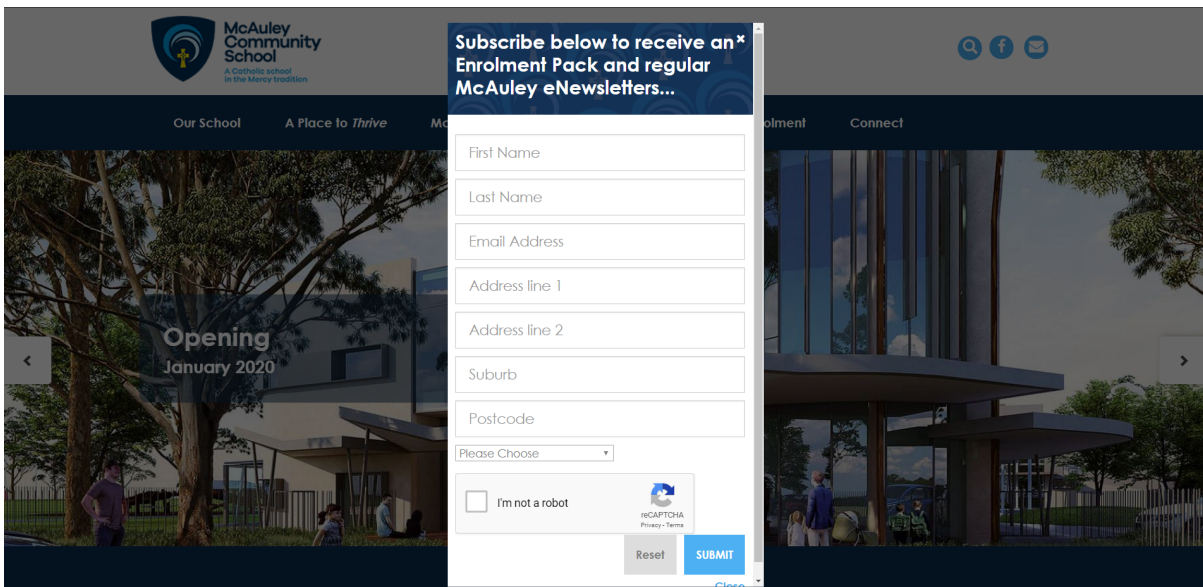 McAuley
Community
School
A Catholic school
in the Mercy tradition
Our School
A Place to Thrive
Connect
Opening
January 2020
Subscribe below to receive an
Enrolment Pack and regular
McAuley eNewsletters...
First Name
Last Name
Email Address
Address line 1
Address line 2
Suburb
Postcode
Please Choose
I'm not a robot
reCAPTCHA
Privacy - Terms
Reset
SUBMIT
Close